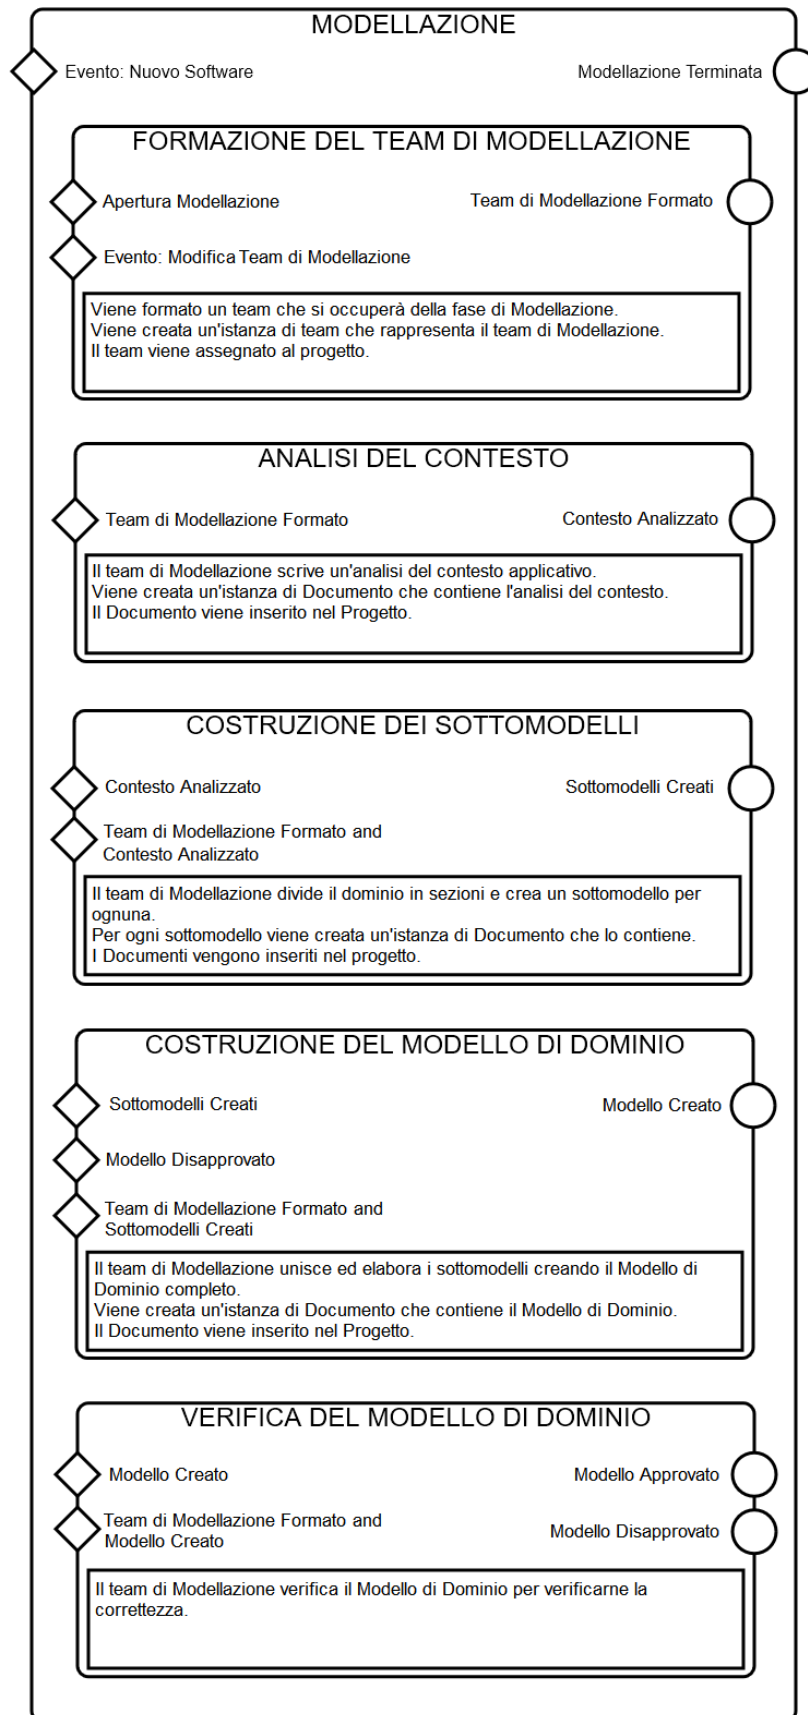 MODELLAZIONE
Evento: Nuovo Software
Modellazione Terminata
FORMAZIONE DEL TEAM DI MODELLAZIONE
Apertura Modellazione
Team di Modellazione Formato
Evento: Modifica Team di Modellazione
Viene formato un team che si occuperà della fase di Modellazione.
Viene creata un'istanza di team che rappresenta il team di Modellazione.
Il team viene assegnato al progetto.
ANALISI DEL CONTESTO
Team di Modellazione Formato
Contesto Analizzato
Il team di Modellazione scrive un'analisi del contesto applicativo.
Viene creata un'istanza di Documento che contiene l'analisi del contesto.
Il Documento viene inserito nel Progetto.
COSTRUZIONE DEI SOTTOMODELLI
Contesto Analizzato
Sottomodelli Creati
Team di Modellazione Formato and
Contesto Analizzato
Il team di Modellazione divide il dominio in sezioni e crea un sottomodello per
ognuna.
Per ogni sottomodello viene creata un'istanza di Documento che lo contiene.
I Documenti vengono inseriti nel progetto.
COSTRUZIONE DEL MODELLO DI DOMINIO
Sottomodelli Creati
Modello Creato
Modello Disapprovato
Team di Modellazione Formato and
Sottomodelli Creati
Il team di Modellazione unisce ed elabora i sottomodelli creando il Modello di
Dominio completo.
Viene creata un'istanza di Documento che contiene il Modello di Dominio.
Il Documento viene inserito nel Progetto.
VERIFICA DEL MODELLO DI DOMINIO
Modello Creato
Modello Approvato
Team di Modellazione Formato and
Modello Creato
Modello Disapprovato
Il team di Modellazione verifica il Modello di Dominio per verificarne la
correttezza.